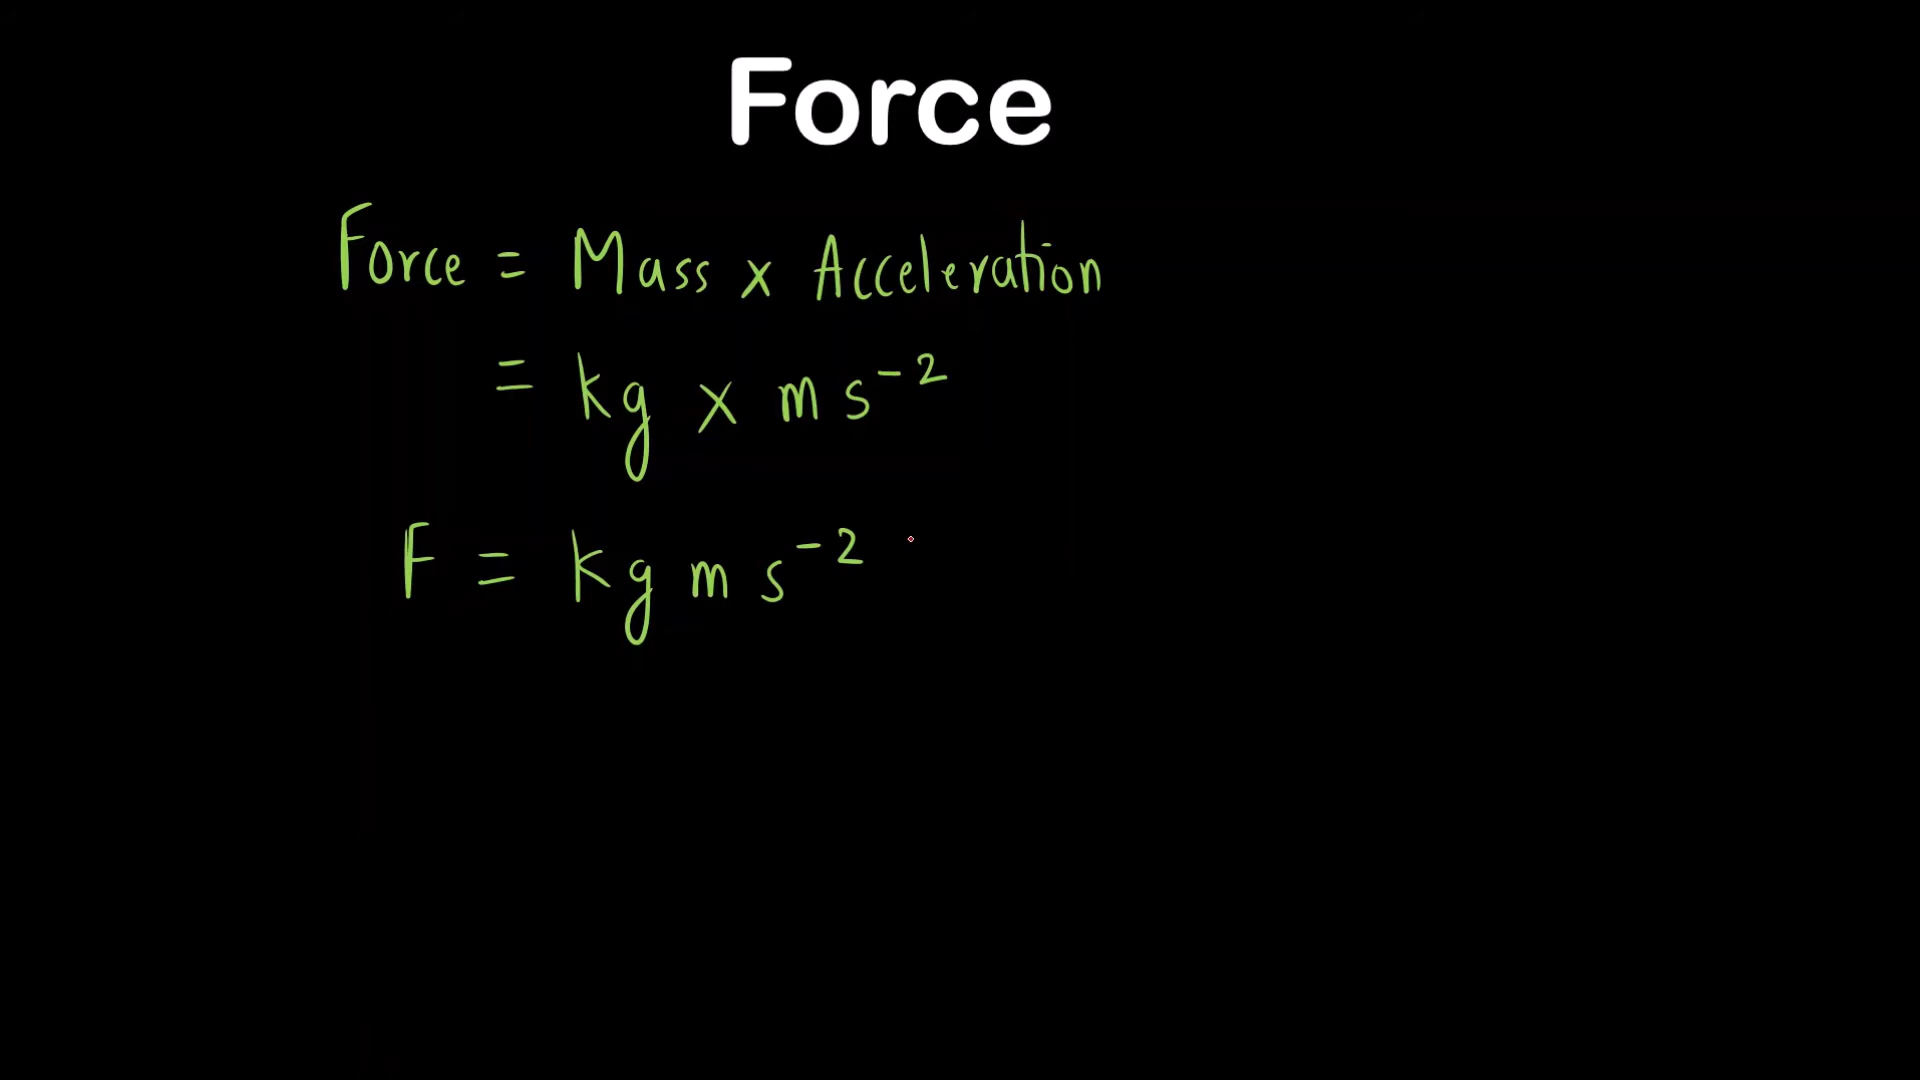 Force
Force = Mass x Acceleration
= kg x m s⁻²
F = kg m s⁻²